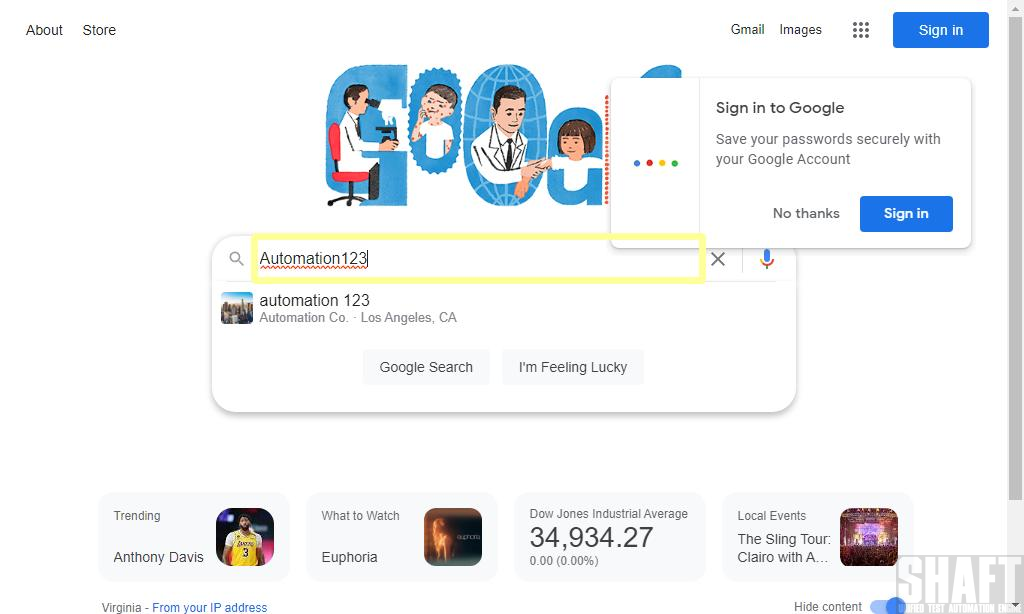 About Store Gmail Images Sign in
Sign in to Google
Save your passwords securely with
your Google Account
No thanks Sign in
Automation123
automation 123
Automation Co. · Los Angeles, CA
Google Search I'm Feeling Lucky
Trending
Anthony Davis
What to Watch
Euphoria
euphoria
Dow Jones Industrial Average
34,934.27
0.00 (0.00%)
Local Events
The Sling Tour:
Clairo with A…
SHAFT
TEST AUTOMATION
Virginia - From your IP address
Hide content